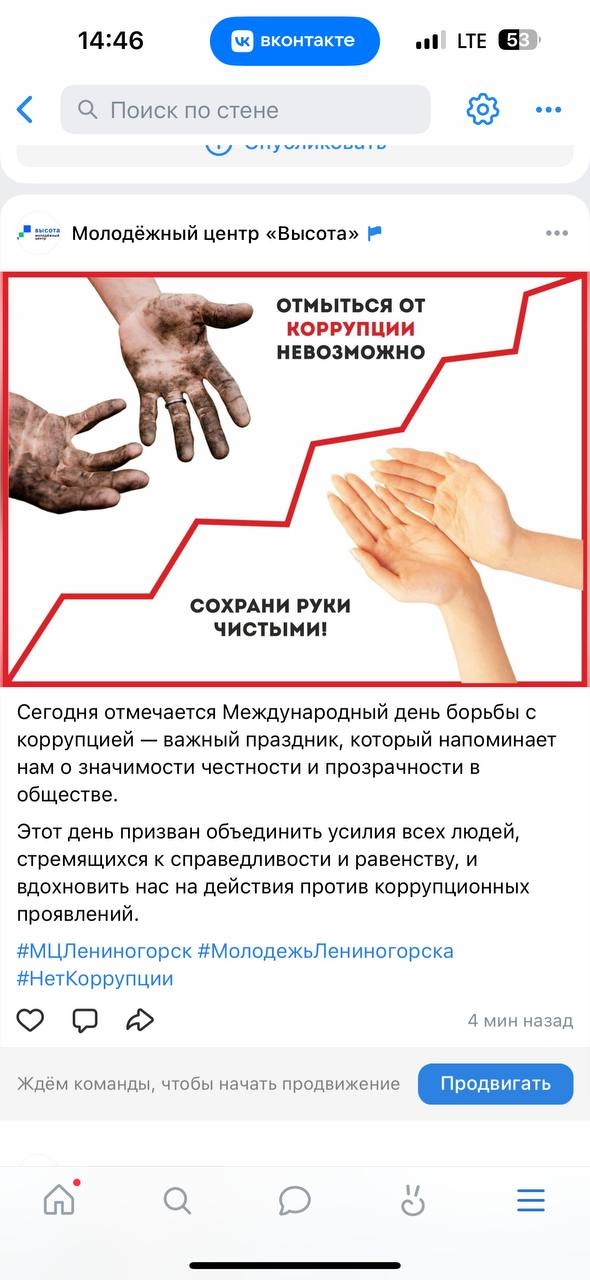 14:46
вконтакте
LTE
53
Поиск по стене
Опубликовать
высота
Молодёжный центр «Высота»
ОТМЫТЬСЯ ОТ
КОРРУПЦИИ
НЕВОЗМОЖНО
СОХРАНИ РУКИ
ЧИСТЫМИ!
Сегодня отмечается Международный день борьбы с
коррупцией — важный праздник, который напоминает
нам о значимости честности и прозрачности в
обществе.
Этот день призван объединить усилия всех людей,
стремящихся к справедливости и равенству, и
вдохновить нас на действия против коррупционных
проявлений.
#МЦЛениногорск #МолодежьЛениногорска
#НетКоррупции
4 мин назад
Ждём команды, чтобы начать продвижение
Продвигать